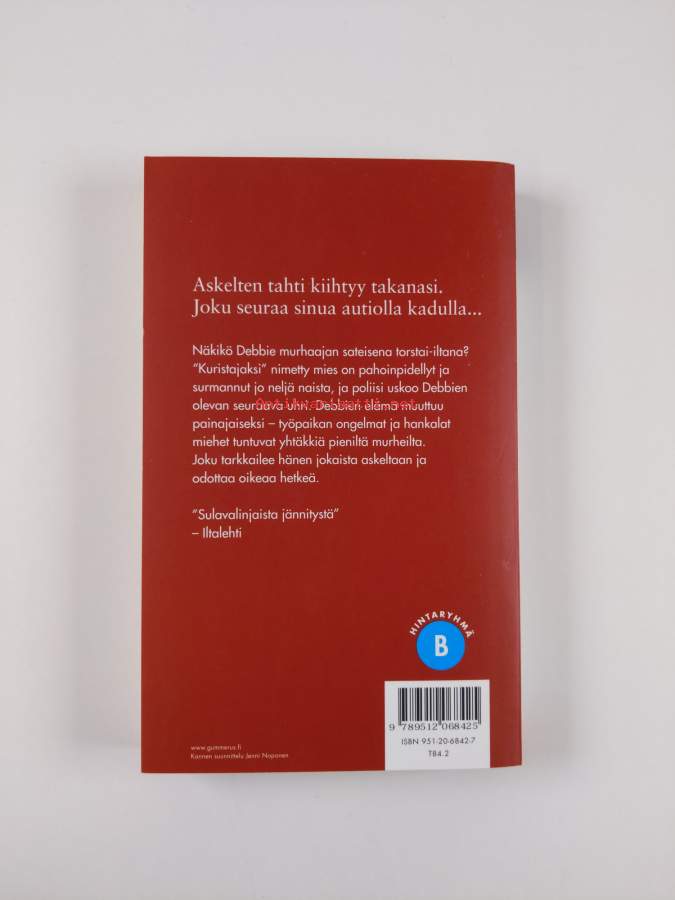 Askelten tahti kiihtyy takanasi.
Joku seuraa sinua autiolla kadulla...
Näkikö Debbie murhaajan sateisena torstai-iltana?
”Kuristajaksi” nimetty mies on pahoinpidellyt ja
surmannut jo neljä naista, ja poliisi uskoo Debbien
olevan seuraava uhri. Debbien elämä muuttuu
Antikvariaatti.net
painajaiseksi – työpaikan ongelmat ja hankalat
miehet tuntuvat yhtäkkiä pieniltä murheilta.
Joku tarkkailee hänen jokaista askeltaan ja
odottaa oikeaa hetkeä.
”Sulavalinjaista jännitystä”
– Iltalehti
HINTARYHMÄ
B
9 789512 068425
ISBN 951-20-6842-7
T84.2
www.gummerus.fi
Kannen suunnittelu Jenni Noponen